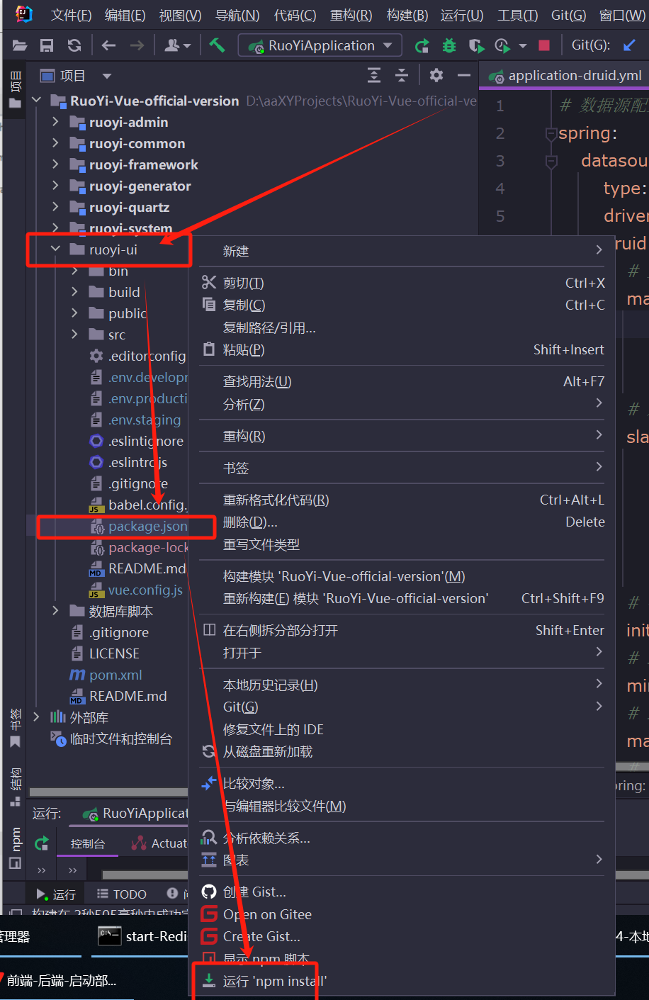 文件(F) 编辑(E) 视图(V) 导航(N) 代码(C) 重构(R) 构建(B) 运行(U) 工具(T) Git(G) 窗口(W)
RuoYiApplication Git(G):
项目
项目
application-druid.yml
RuoYi-Vue-official-version D:\aaXYProjects\RuoYi-Vue-official-ve
ruoyi-admin
ruoyi-common
ruoyi-framework
ruoyi-generator
ruoyi-quartz
ruoyi-system
ruoyi-ui
bin
build
public
src
.editorconfig
.env.developr
.env.producti
.env.staging
.eslintignore
.eslintrc.js
.gitignore
babel.config.
package.json
package-lock
README.md
vue.config.js
数据库脚本
.gitignore
LICENSE
pom.xml
README.md
外部库
临时文件和控制台
1 # 数据源配
2 spring:
3 datasou
4 type:
5 driver
ruid
#
ma
#
sla
#
init
#
min
#
ma
#
pring:
新建
剪切(T) Ctrl+X
复制(C) Ctrl+C
复制路径/引用...
粘贴(P) Shift+Insert
查找用法(U) Alt+F7
分析(Z)
重构(R)
书签
重新格式化代码(R) Ctrl+Alt+L
删除(D)... Delete
重写文件类型
构建模块 'RuoYi-Vue-official-version'(M)
重新构建(E) 模块 'RuoYi-Vue-official-version' Ctrl+Shift+F9
在右侧拆分部分打开 Shift+Enter
打开于
本地历史记录(H)
Git(G)
修复文件上的 IDE
从磁盘重新加载
比较对象...
与编辑器比较文件(M)
分析依赖关系...
图表
创建 Gist...
Open on Gitee
Create Gist...
显示 npm 脚本
运行 'npm install'
书签
结构
npm
运行: RuoYiApplicat
控制台 Actuat
>> >>
运行 TODO 问
构建在 2秒505毫秒中成功完
管理器 start-Redi 4-本地
前端-后端-启动部...